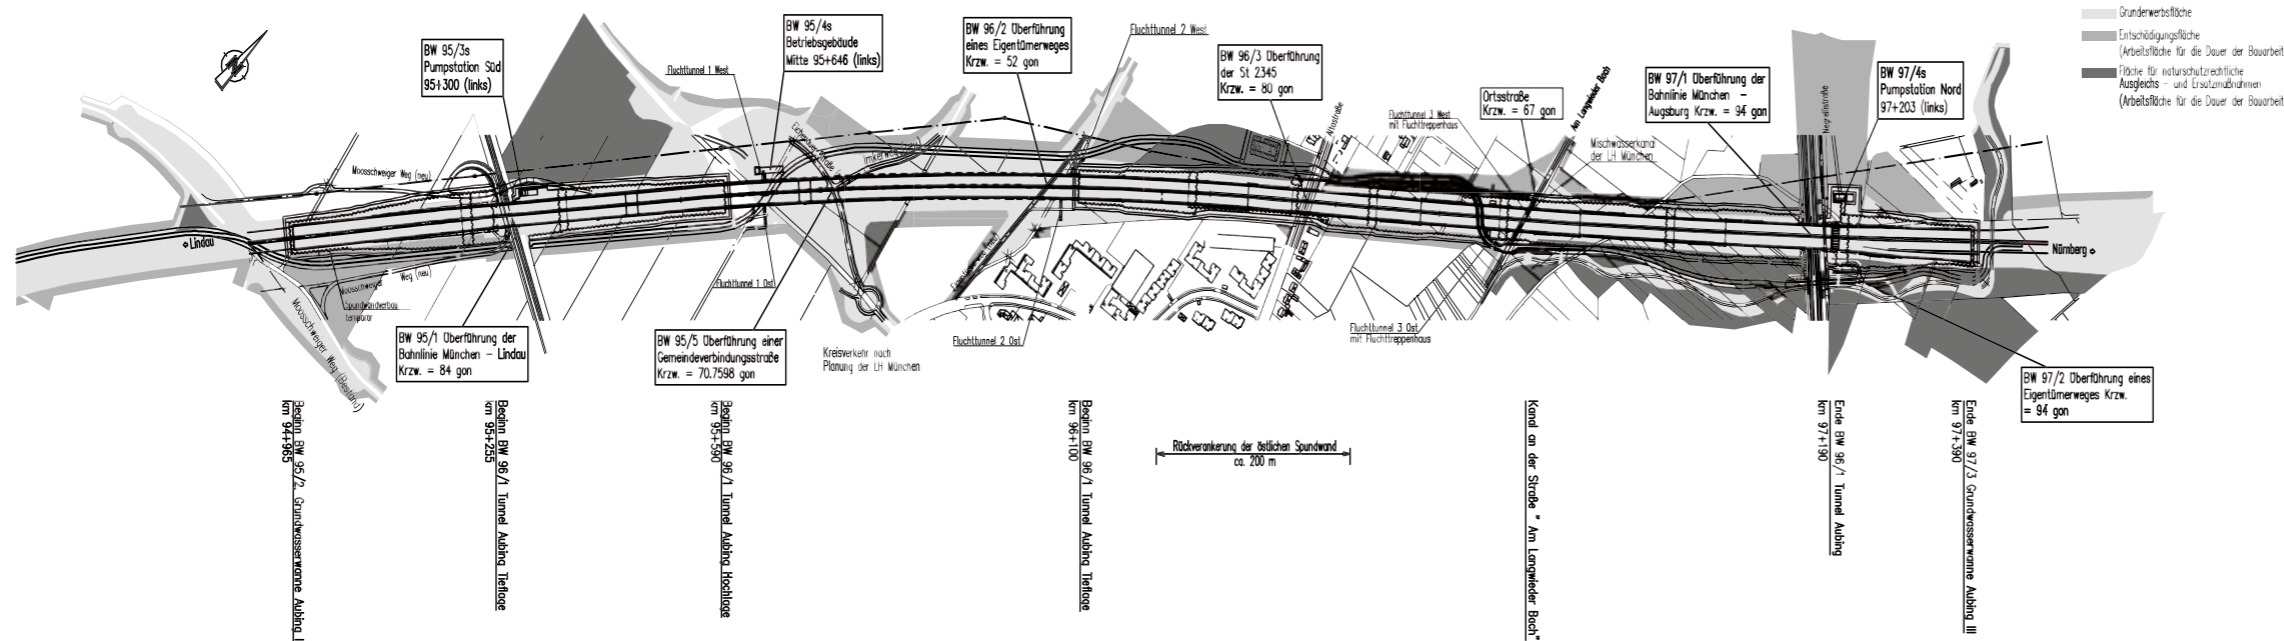 Grunderwerbsfläche
Entschädigungsfläche
(Arbeitsfläche für die Dauer der Bauarbeit
Fläche für naturschutzrechtliche
Ausgleichs - und Ersatzmaßnahmen
(Arbeitsfläche für die Dauer der Bauarbeit
BW 95/3s
Pumpstation Süd
95+300 (links)
Fluchttunnel 1 West
BW 95/4s
Betriebsgebäude
Mitte 95+646 (links)
BW 96/2 Überführung
eines Eigentümerweges
Krzw. = 52 gon
Fluchttunnel 2 West
BW 96/3 Überführung
der St 2345
Krzw. = 80 gon
Altostraße
Fluchttunnel 3 West
mit Fluchttreppenhaus
Ortsstraße
Krzw. = 67 gon
Am Langwieder Bach
Mischwasserkanal
der LH München
BW 97/1 Überführung der
Bahnlinie München -
Augsburg Krzw. = 94 gon
Negrellistraße
BW 97/4s
Pumpstation Nord
97+203 (links)
Moosschweiger Weg (neu)
⇦Lindau
Nürnberg⇨
Moosschweiger
Weg (neu)
Spundwandverbau
temporär
Moosschweiger Weg (Bestand)
BW 95/1 Überführung der
Bahnlinie München - Lindau
Krzw. = 84 gon
Fluchttunnel 1 Ost
BW 95/5 Überführung einer
Gemeindeverbindungsstraße
Krzw. = 70.7598 gon
Kreisverkehr nach
Planung der LH München
Fluchttunnel 2 Ost
Fluchttunnel 3 Ost
mit Fluchttreppenhaus
BW 97/2 Überführung eines
Eigentümerweges Krzw.
= 94 gon
Beginn BW 95/2, Grundwasserwanne Aubing I
km 94+965
Beginn BW 96/1 Tunnel Aubing Tieflage
km 95+255
Beginn BW 96/1 Tunnel Aubing Hochlage
km 95+590
Beginn BW 96/1 Tunnel Aubing Tieflage
km 96+100
Rückverankerung der östlichen Spundwand
ca. 200 m
Kanal an der Straße " Am Langwieder Bach"
Ende BW 96/1 Tunnel Aubing
km 97+190
Ende BW 97/3 Grundwasserwanne Aubing III
km 97+390